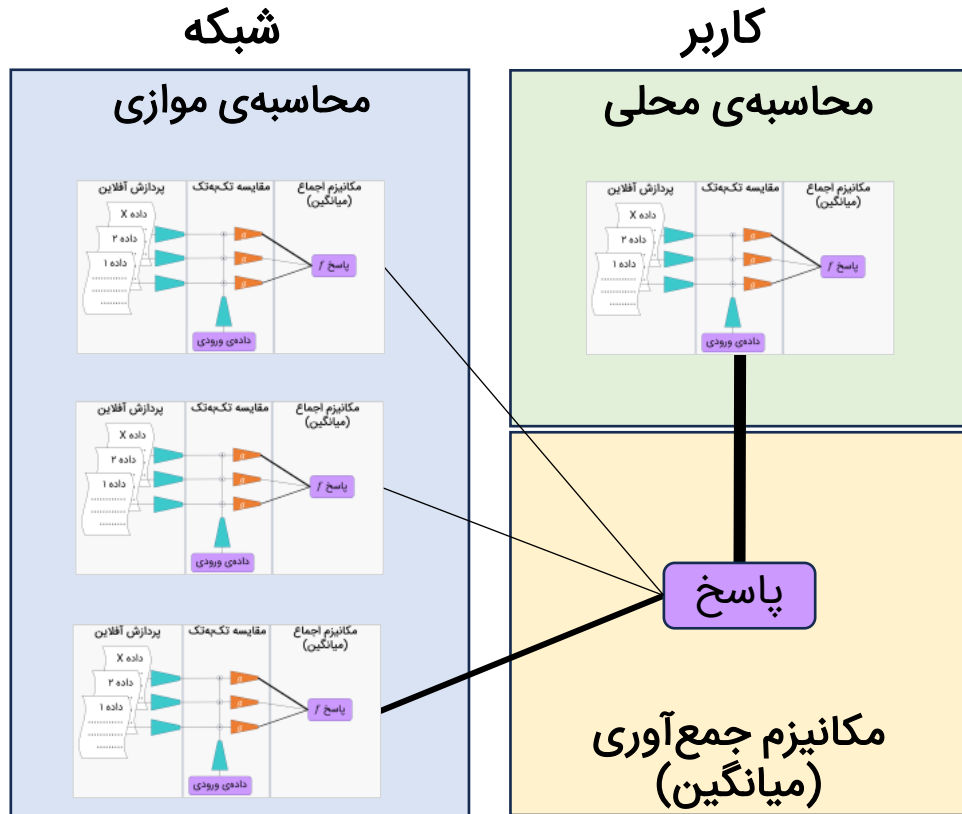 شبکه
کاربر
محاسبه‌ی موازی
پردازش آفلاین
مقایسه تک‌به‌تک
مکانیزم اجماع
(میانگین)
داده X
داده ۲
داده ۱
g
g
g
پاسخ f
داده‌ی ورودی
پردازش آفلاین
مقایسه تک‌به‌تک
مکانیزم اجماع
(میانگین)
داده X
داده ۲
داده ۱
g
g
g
پاسخ f
داده‌ی ورودی
پردازش آفلاین
مقایسه تک‌به‌تک
مکانیزم اجماع
(میانگین)
داده X
داده ۲
داده ۱
g
g
g
پاسخ f
داده‌ی ورودی
محاسبه‌ی محلی
پردازش آفلاین
مقایسه تک‌به‌تک
مکانیزم اجماع
(میانگین)
داده X
داده ۲
داده ۱
g
g
g
پاسخ f
داده‌ی ورودی
پاسخ
مکانیزم جمع‌آوری
(میانگین)